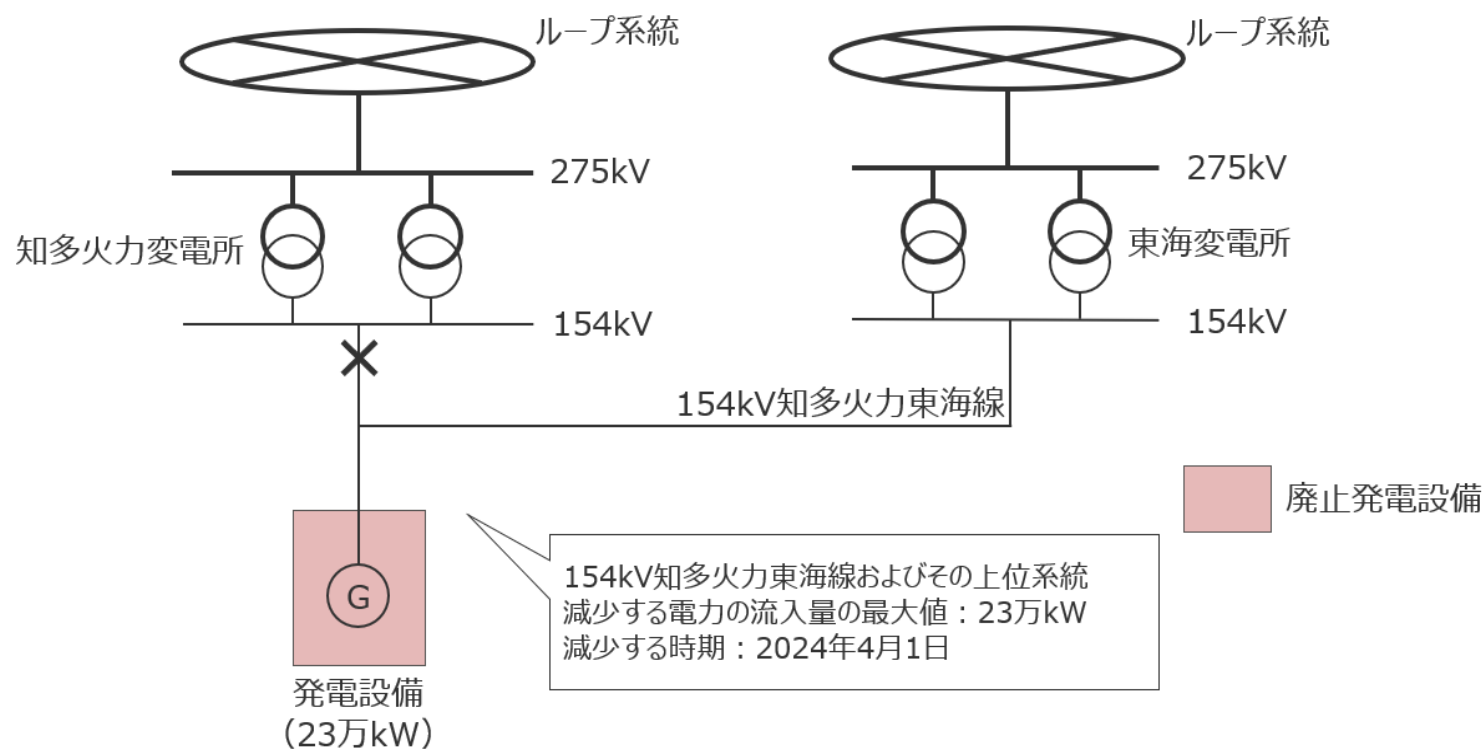 ループ系統
ループ系統
275kV
275kV
知多火力変電所
東海変電所
154kV
154kV
154kV知多火力東海線
廃止発電設備
154kV知多火力東海線およびその上位系統
減少する電力の流入量の最大値：23万kW
減少する時期：2024年4月1日
G
発電設備
（23万kW）